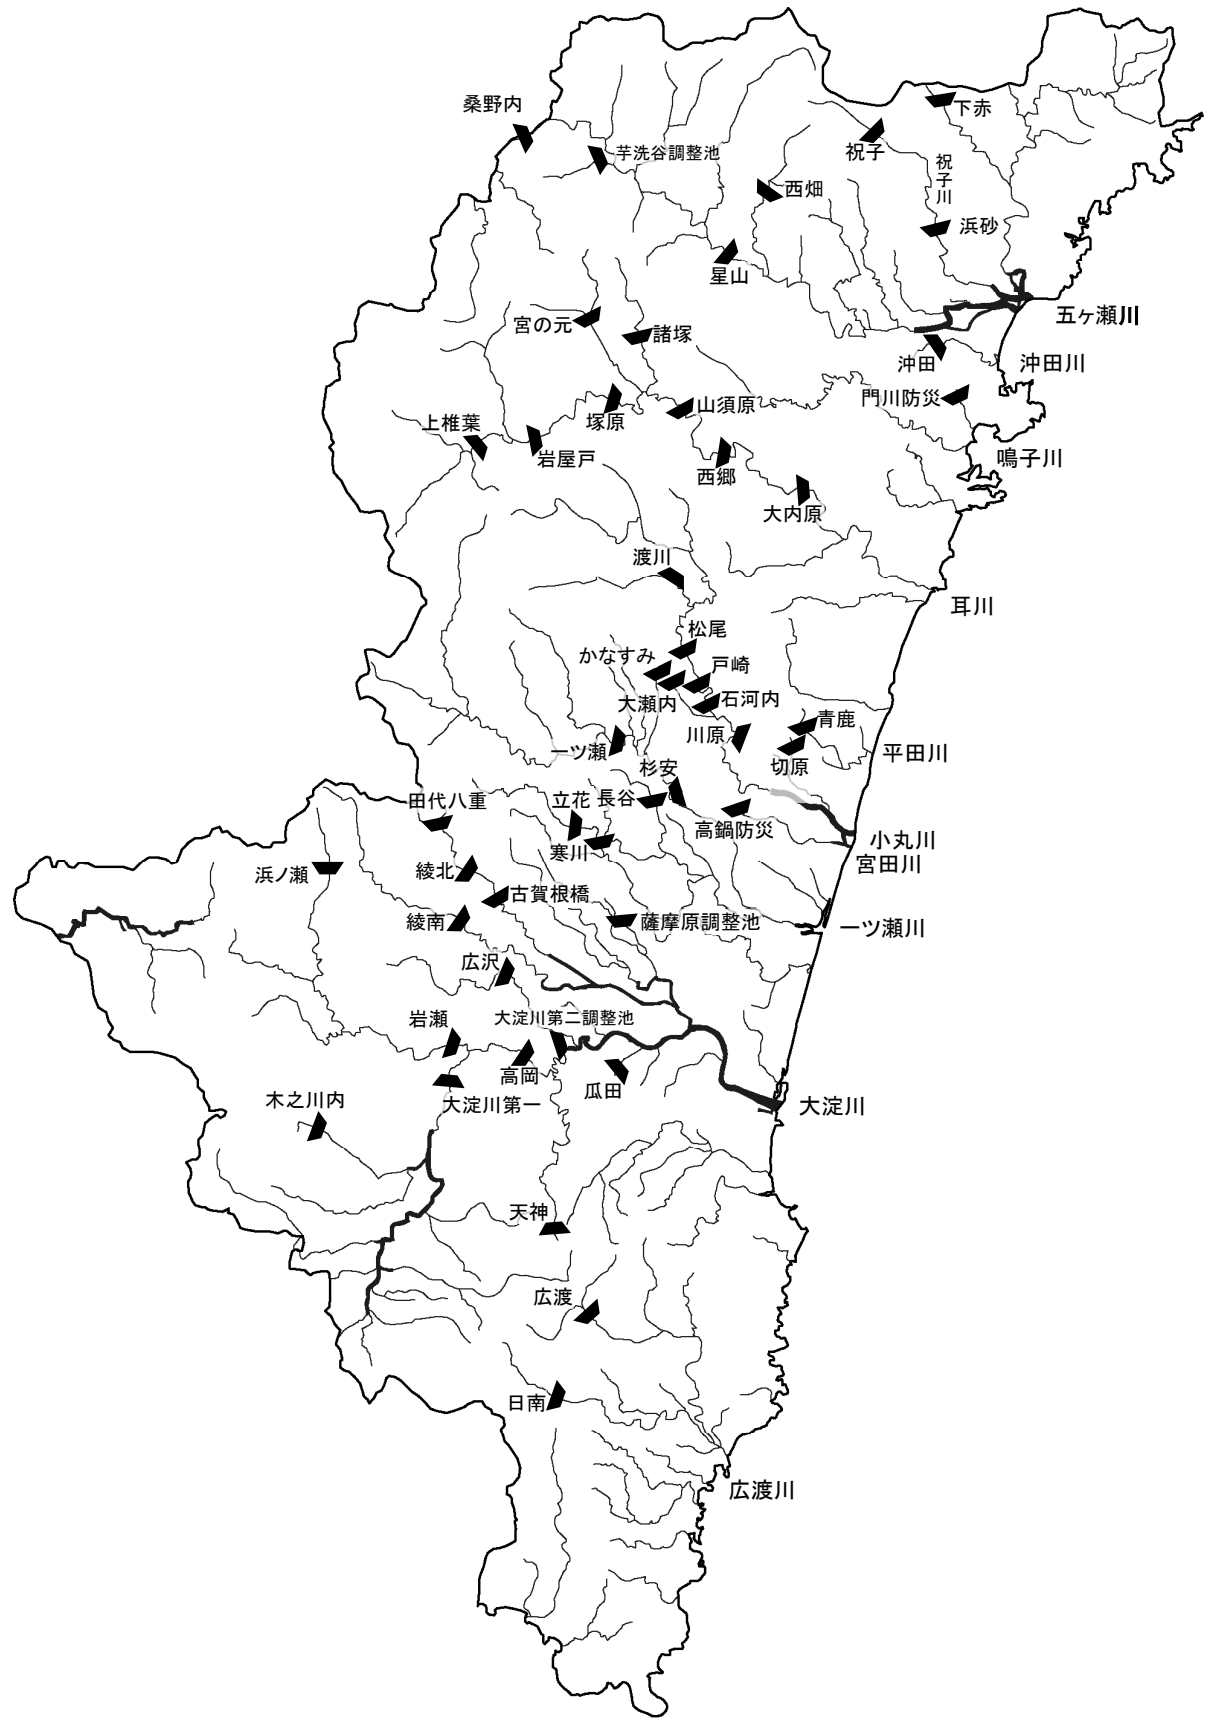 桑野内
下赤
芋洗谷調整池
祝子
祝子川
西畑
浜砂
星山
五ヶ瀬川
宮の元
諸塚
沖田
沖田川
門川防災
山須原
塚原
上椎葉
岩屋戸
鳴子川
西郷
大内原
渡川
耳川
松尾
かなすみ
戸崎
大瀬内
石河内
青鹿
川原
一ツ瀬
平田川
切原
杉安
田代八重
立花
長谷
高鍋防災
小丸川
寒川
宮田川
浜ノ瀬
綾北
古賀根橋
綾南
薩摩原調整池
一ツ瀬川
広沢
岩瀬
大淀川第二調整池
高岡
瓜田
木之川内
大淀川第一
大淀川
天神
広渡
日南
広渡川